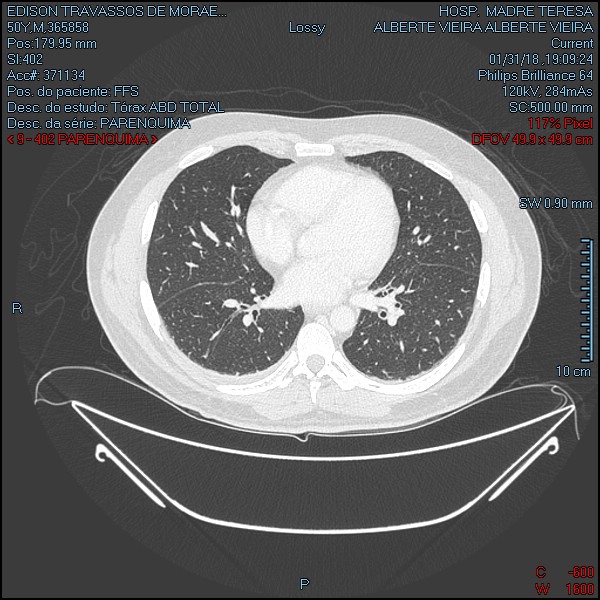 EDISON TRAVASSOS DE MORAE...
50Y,M,365858
Pos:179.95 mm
SI:402
Acc#: 371134
Pos. do paciente: FFS
Desc. do estudo: Tórax ABD TOTAL
Desc. da série: PARENQUIMA
< 9 - 402 PARENQUIMA >
Lossy
HOSP. MADRE TERESA
ALBERTE VIEIRA ALBERTE VIEIRA
Current
01/31/18 ,19:09:24
Philips Brilliance 64
120kV, 284mAs
SC:500.00 mm
117% Pixel
DFOV 49.9 x 49.9 cm
SW 0.90 mm
R
10 cm
P
C -600
W 1600